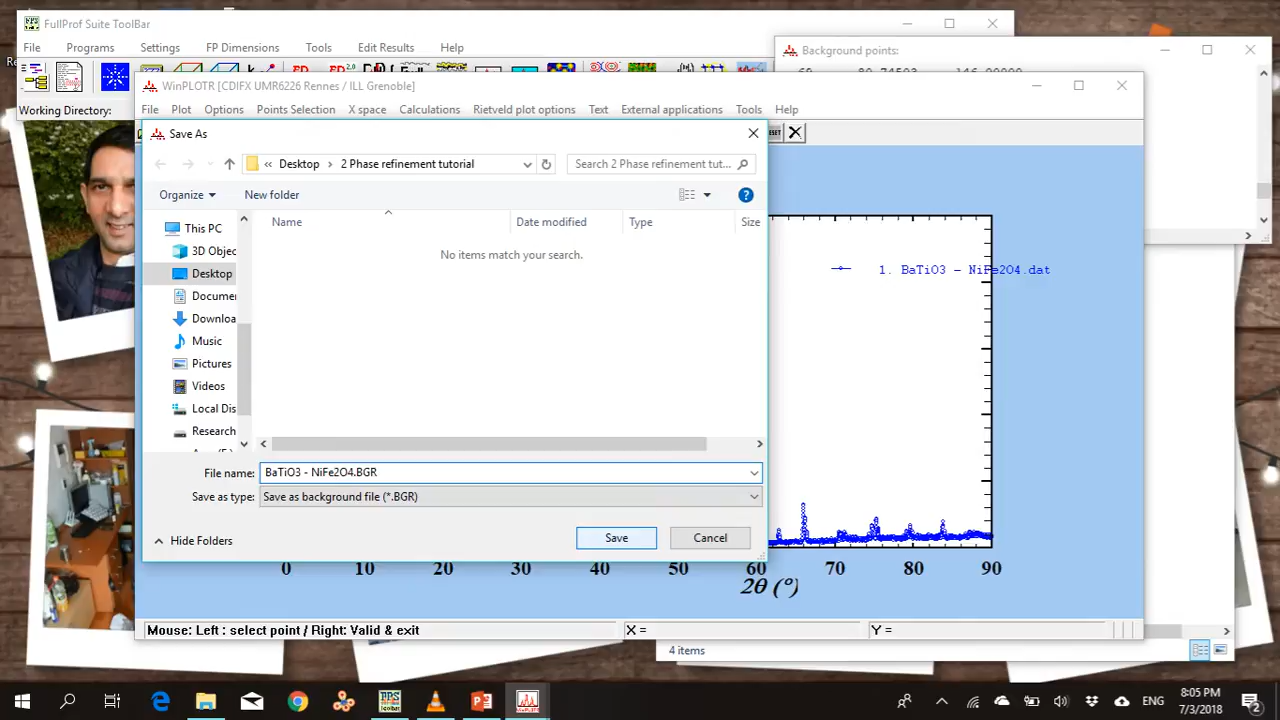 FullProf Suite ToolBar
File Programs Settings FP Dimensions Tools Edit Results Help
Background points:
WinPLOTR [CDIFX UMR6226 Rennes / ILL Grenoble]
Working Directory:
File Plot Options Points Selection X space Calculations Rietveld plot options Text External applications Tools Help
Save As
« Desktop › 2 Phase refinement tutorial
Search 2 Phase refinement tut...
Organize New folder
Name Date modified Type Size
No items match your search.
This PC
3D Objec
Desktop
Docume
Downloa
Music
Pictures
Videos
Local Dis
Research
File name: BaTiO3 - NiFe2O4.BGR
Save as type: Save as background file (*.BGR)
Hide Folders Save Cancel
1. BaTiO3 - NiFe2O4.dat
0 10 20 30 40 50 60 70 80 90
2θ (°)
Mouse: Left : select point / Right: Valid & exit X = Y =
4 items
ENG
8:05 PM
7/3/2018
2